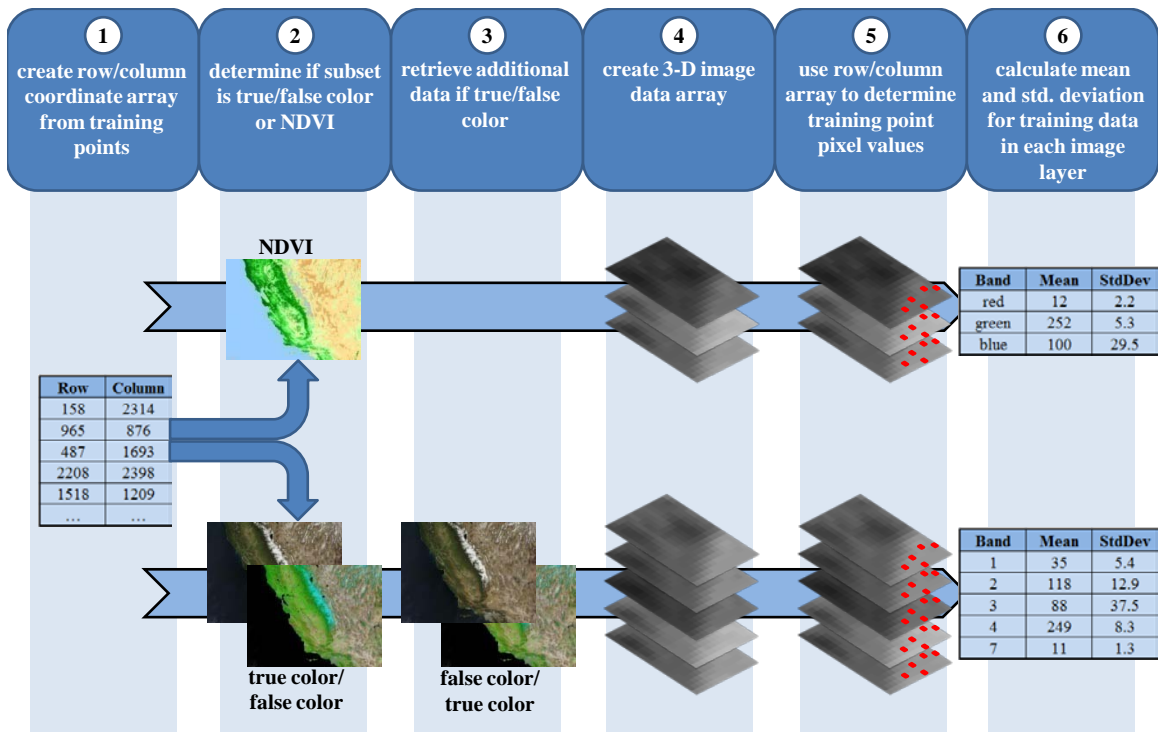 1
create row/column
coordinate array
from training
points
2
determine if subset
is true/false color
or NDVI
3
retrieve additional
data if true/false
color
4
create 3-D image
data array
5
use row/column
array to determine
training point
pixel values
6
calculate mean
and std. deviation
for training data
in each image
layer
NDVI
Band Mean StdDev
red 12 2.2
green 252 5.3
blue 100 29.5
Row Column
158 2314
965 876
487 1693
2208 2398
1518 1209
... ...
true color/
false color
false color/
true color
Band Mean StdDev
1 35 5.4
2 118 12.9
3 88 37.5
4 249 8.3
7 11 1.3